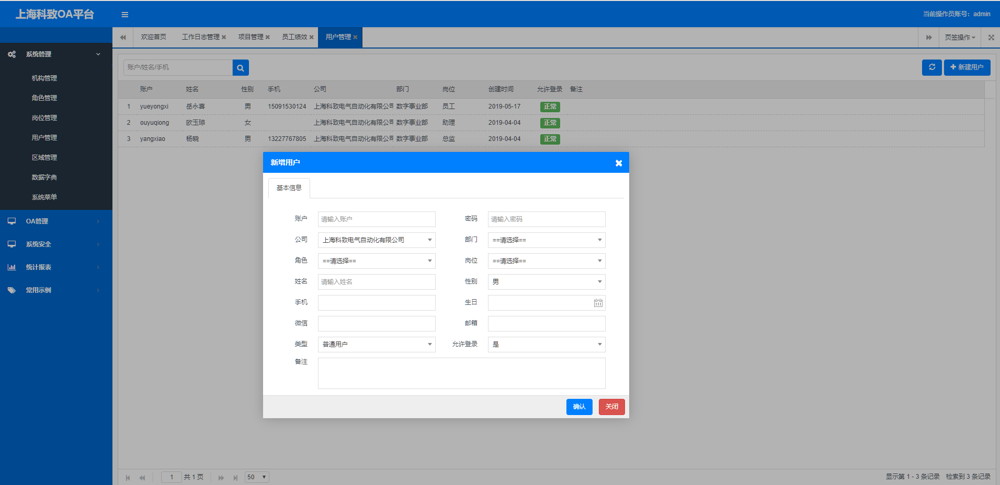 上海科致OA平台
当前操作员账号：admin
欢迎首页 工作日志管理 项目管理 员工绩效 用户管理 页签操作
系统管理
机构管理
角色管理
岗位管理
用户管理
区域管理
数据字典
系统菜单
OA管理
系统安全
统计报表
常用示例
账户/姓名/手机
新建用户
账户 姓名 性别 手机 公司 部门 岗位 创建时间 允许登录 备注
1 yueyongxi 岳永喜 男 15091530124 上海科致电气自动化有限公司 数字事业部 员工 2019-05-17 正常
2 ouyuqiong 欧玉琼 女 上海科致电气自动化有限公司 数字事业部 助理 2019-04-04 正常
3 yangxiao 杨晓 男 13227767805 上海科致电气自动化有限公司 数字事业部 总监 2019-04-04 正常
新增用户
基本信息
账户 请输入账户 密码 请输入密码
公司 上海科致电气自动化有限公司 部门 ==请选择==
角色 ==请选择== 岗位 ==请选择==
姓名 请输入姓名 性别 男
手机 生日
微信 邮箱
类型 普通用户 允许登录 是
备注
确认 关闭
1 共 1 页 50
显示第 1 - 3 条记录 检索到 3 条记录